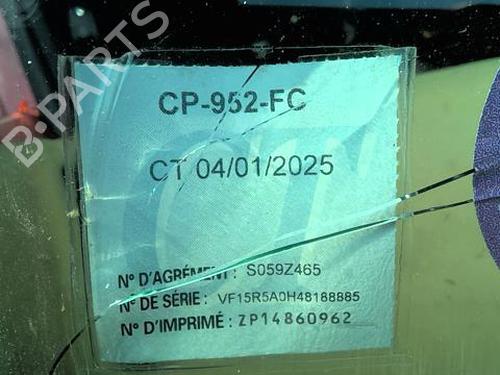 CP-952-FC
CT 04/01/2025
N° D'AGRÉMENT : S059Z465
N° DE SÉRIE : VF15R5A0H48188885
N° D'IMPRIMÉ : ZP14860962
B-PARTS